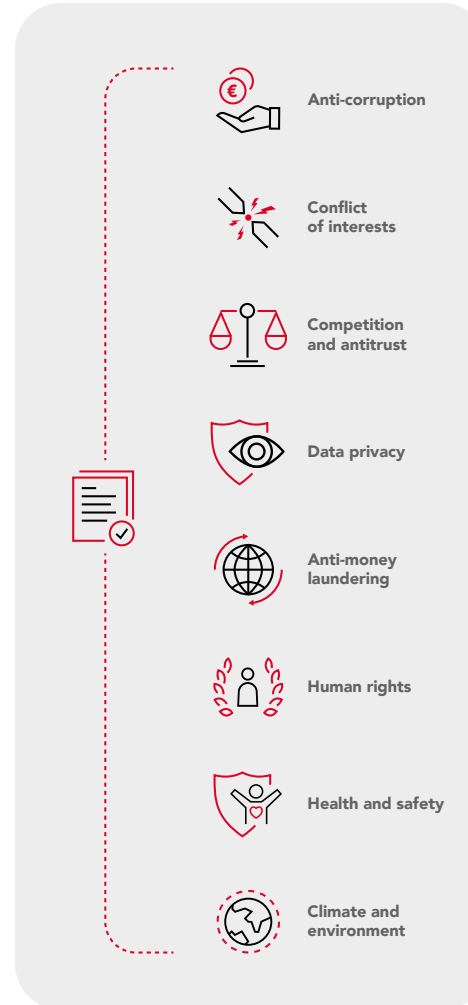 €
Anti-corruption
Conflict
of interests
Competition
and antitrust
Data privacy
Anti-money
laundering
Human rights
Health and safety
Climate and
environment